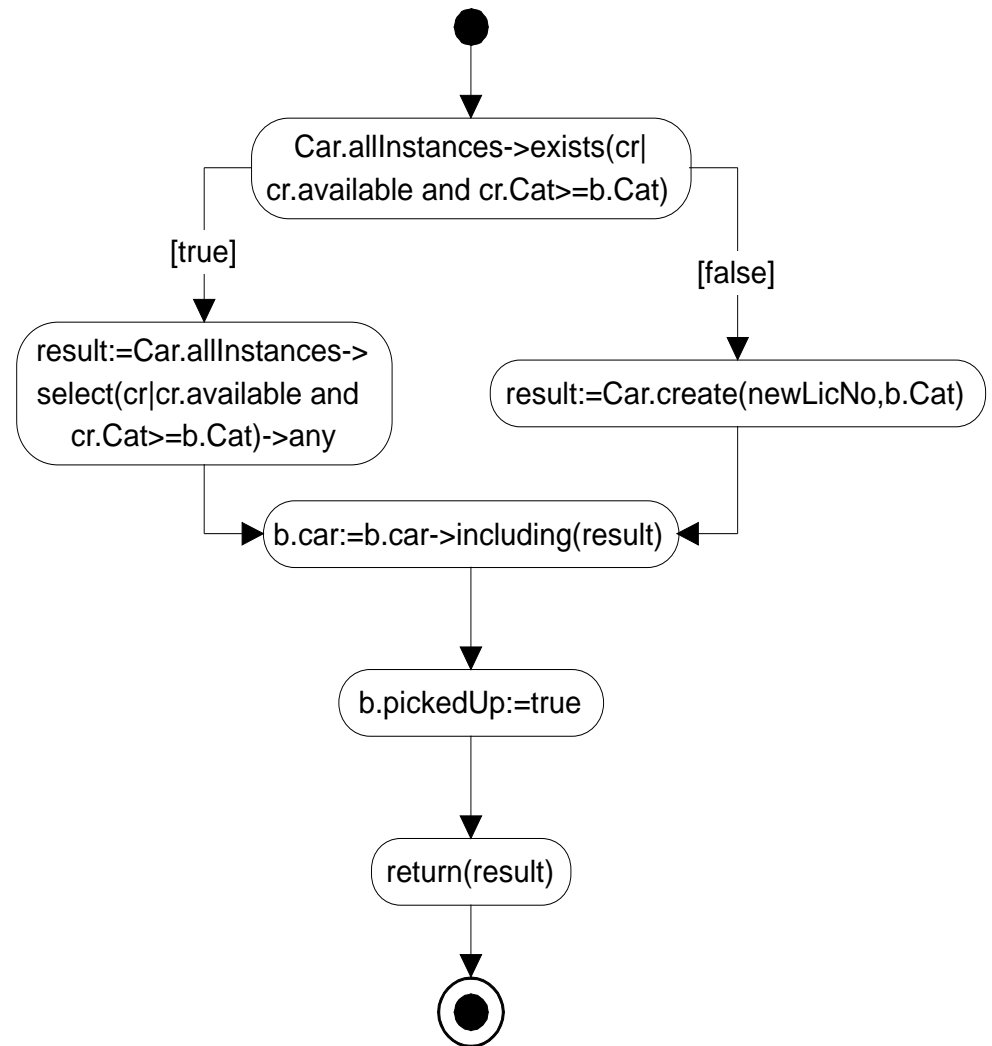 Car.allInstances->exists(cr|
cr.available and cr.Cat>=b.Cat)
[true]
[false]
result:=Car.allInstances->
select(cr|cr.available and
cr.Cat>=b.Cat)->any
result:=Car.create(newLicNo,b.Cat)
b.car:=b.car->including(result)
b.pickedUp:=true
return(result)